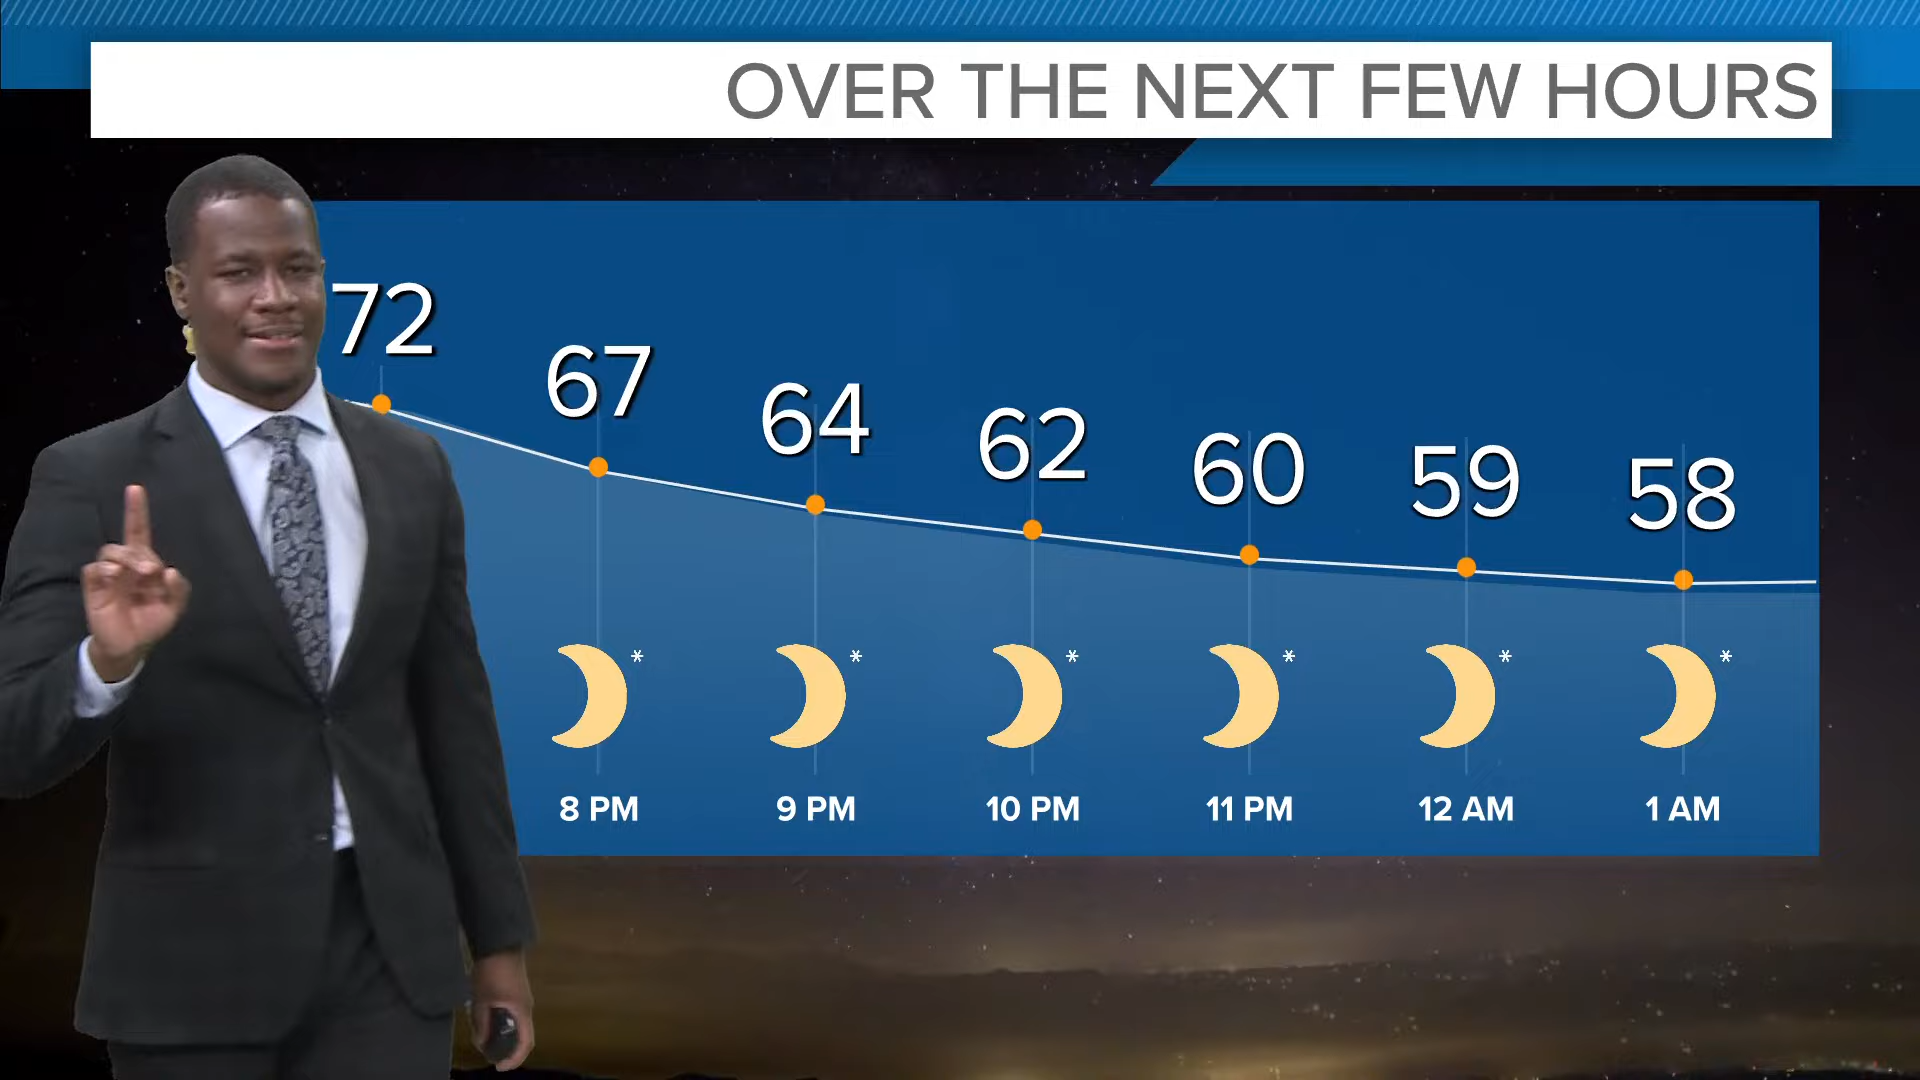 OVER THE NEXT FEW HOURS
72
67
64
62
60
59
58
* * * * * *
8 PM
9 PM
10 PM
11 PM
12 AM
1 AM